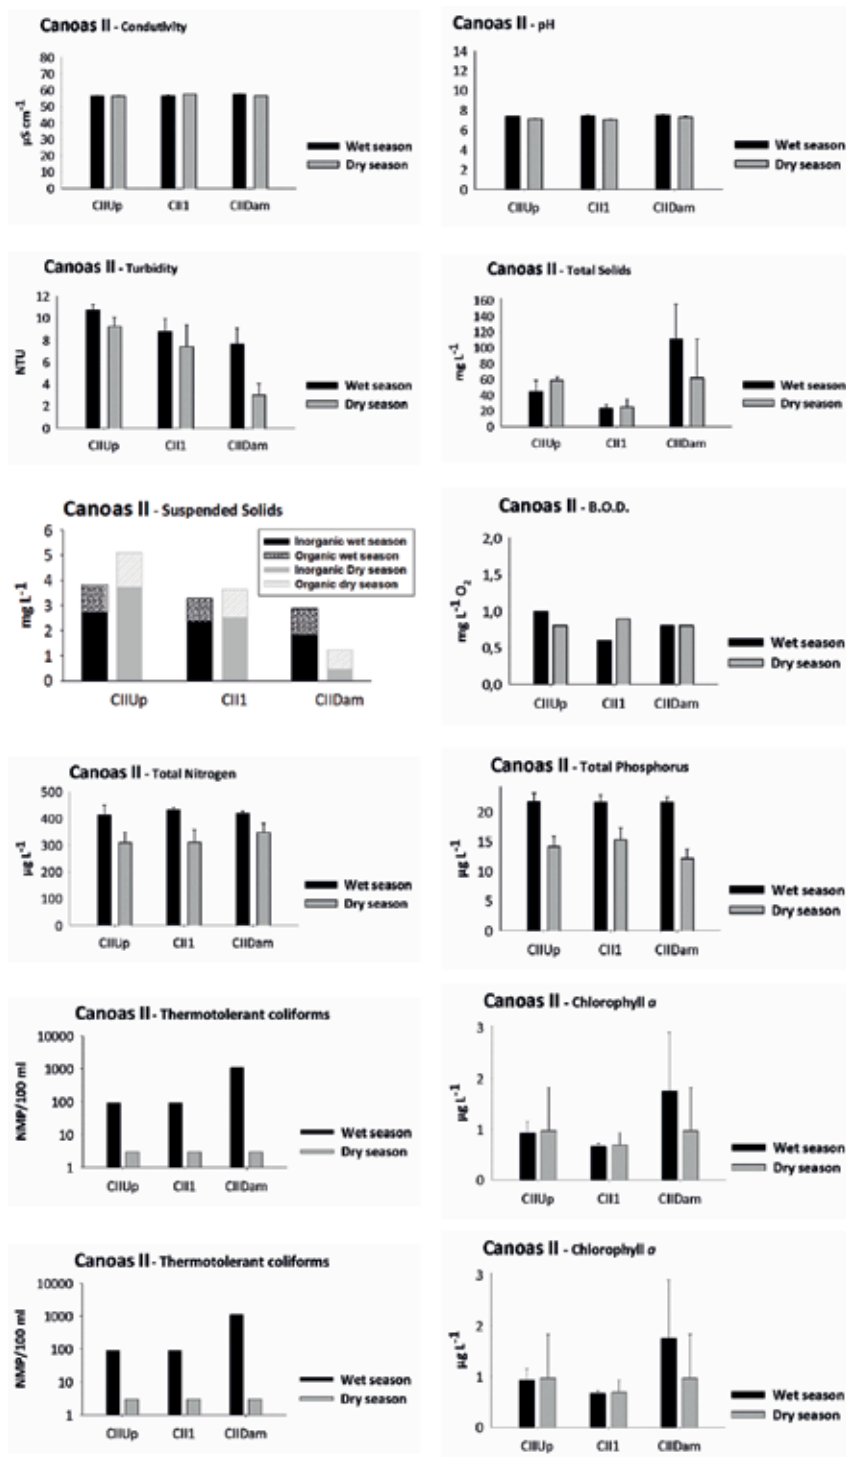 Canoas II - Condutivity
80
70
60
50
40
30
20
10
0
µS cm-1
CIIUp CII1 CIIDam
Wet season
Dry season
Canoas II - pH
14
12
10
8
6
4
2
0
CIIUp CII1 CIIDam
Wet season
Dry season
Canoas II - Turbidity
12
10
8
6
4
2
0
NTU
CIIUp CII1 CIIDam
Wet season
Dry season
Canoas II - Total Solids
160
140
120
100
80
60
40
20
0
mg L-1
CIIUp CII1 CIIDam
Wet season
Dry season
Canoas II - Suspended Solids
6
5
4
3
2
1
0
mg L-1
CIIUp CII1 CIIDam
Inorganic wet season
Organic wet season
Inorganic Dry season
Organic dry season
Canoas II - B.O.D.
2,0
1,5
1,0
0,5
0,0
mg L-1 O2
CIIUp CII1 CIIDam
Wet season
Dry season
Canoas II - Total Nitrogen
500
400
300
200
100
0
µg L-1
CIIUp CII1 CIIDam
Wet season
Dry season
Canoas II - Total Phosphorus
20
15
10
5
0
µg L-1
CIIUp CII1 CIIDam
Wet season
Dry season
Canoas II - Thermotolerant coliforms
10000
1000
100
10
1
NMP/100 ml
CIIUp CII1 CIIDam
Wet season
Dry season
Canoas II - Chlorophyll a
3
2
1
0
µg L-1
CIIUp CII1 CIIDam
Wet season
Dry season
Canoas II - Thermotolerant coliforms
10000
1000
100
10
1
NMP/100 ml
CIIUp CII1 CIIDam
Wet season
Dry season
Canoas II - Chlorophyll a
3
2
1
0
µg L-1
CIIUp CII1 CIIDam
Wet season
Dry season